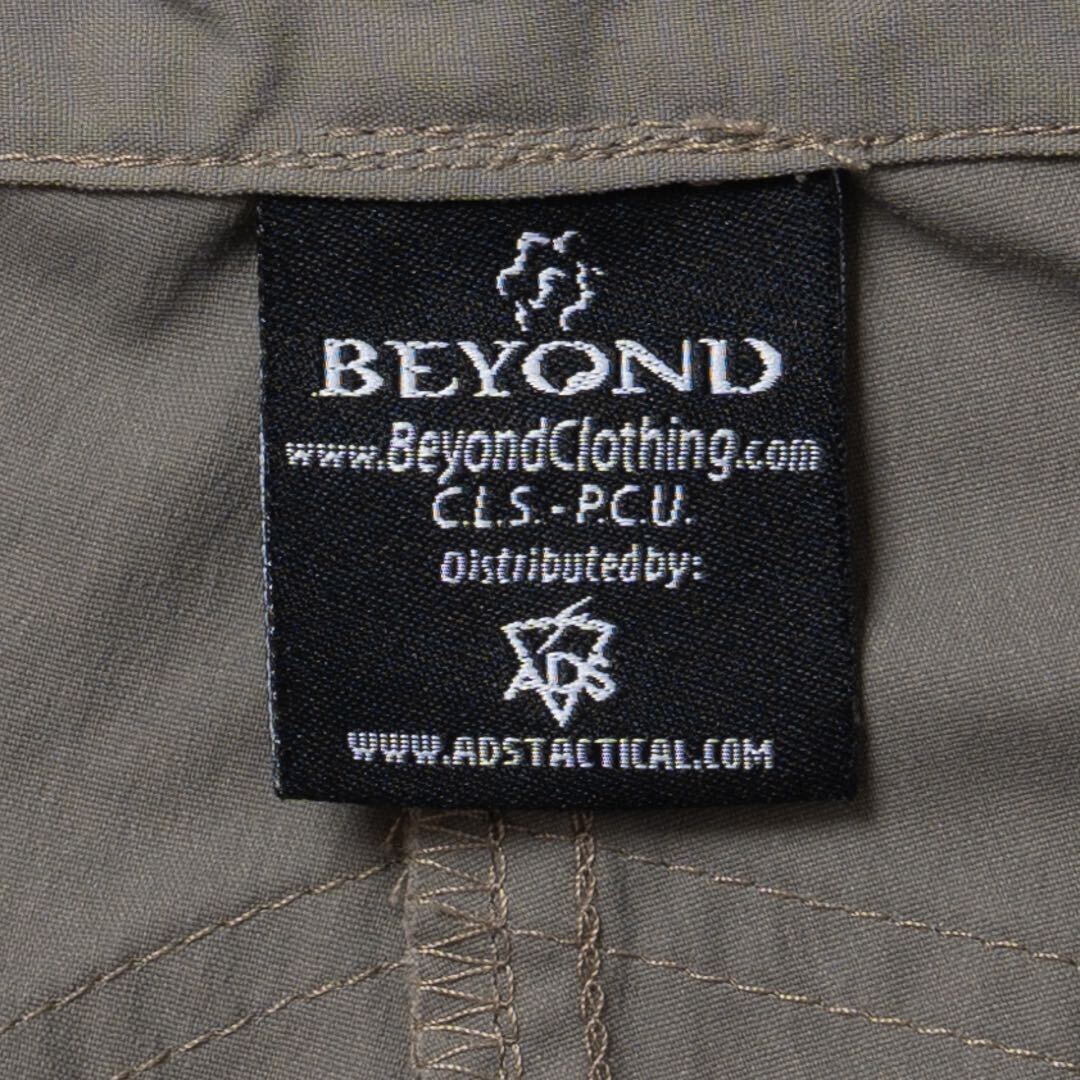 BEYOND
www.BeyondClothing.com
C.L.S. - P.C.U.
Distributed by:
ADS
WWW.ADSTACTICAL.COM